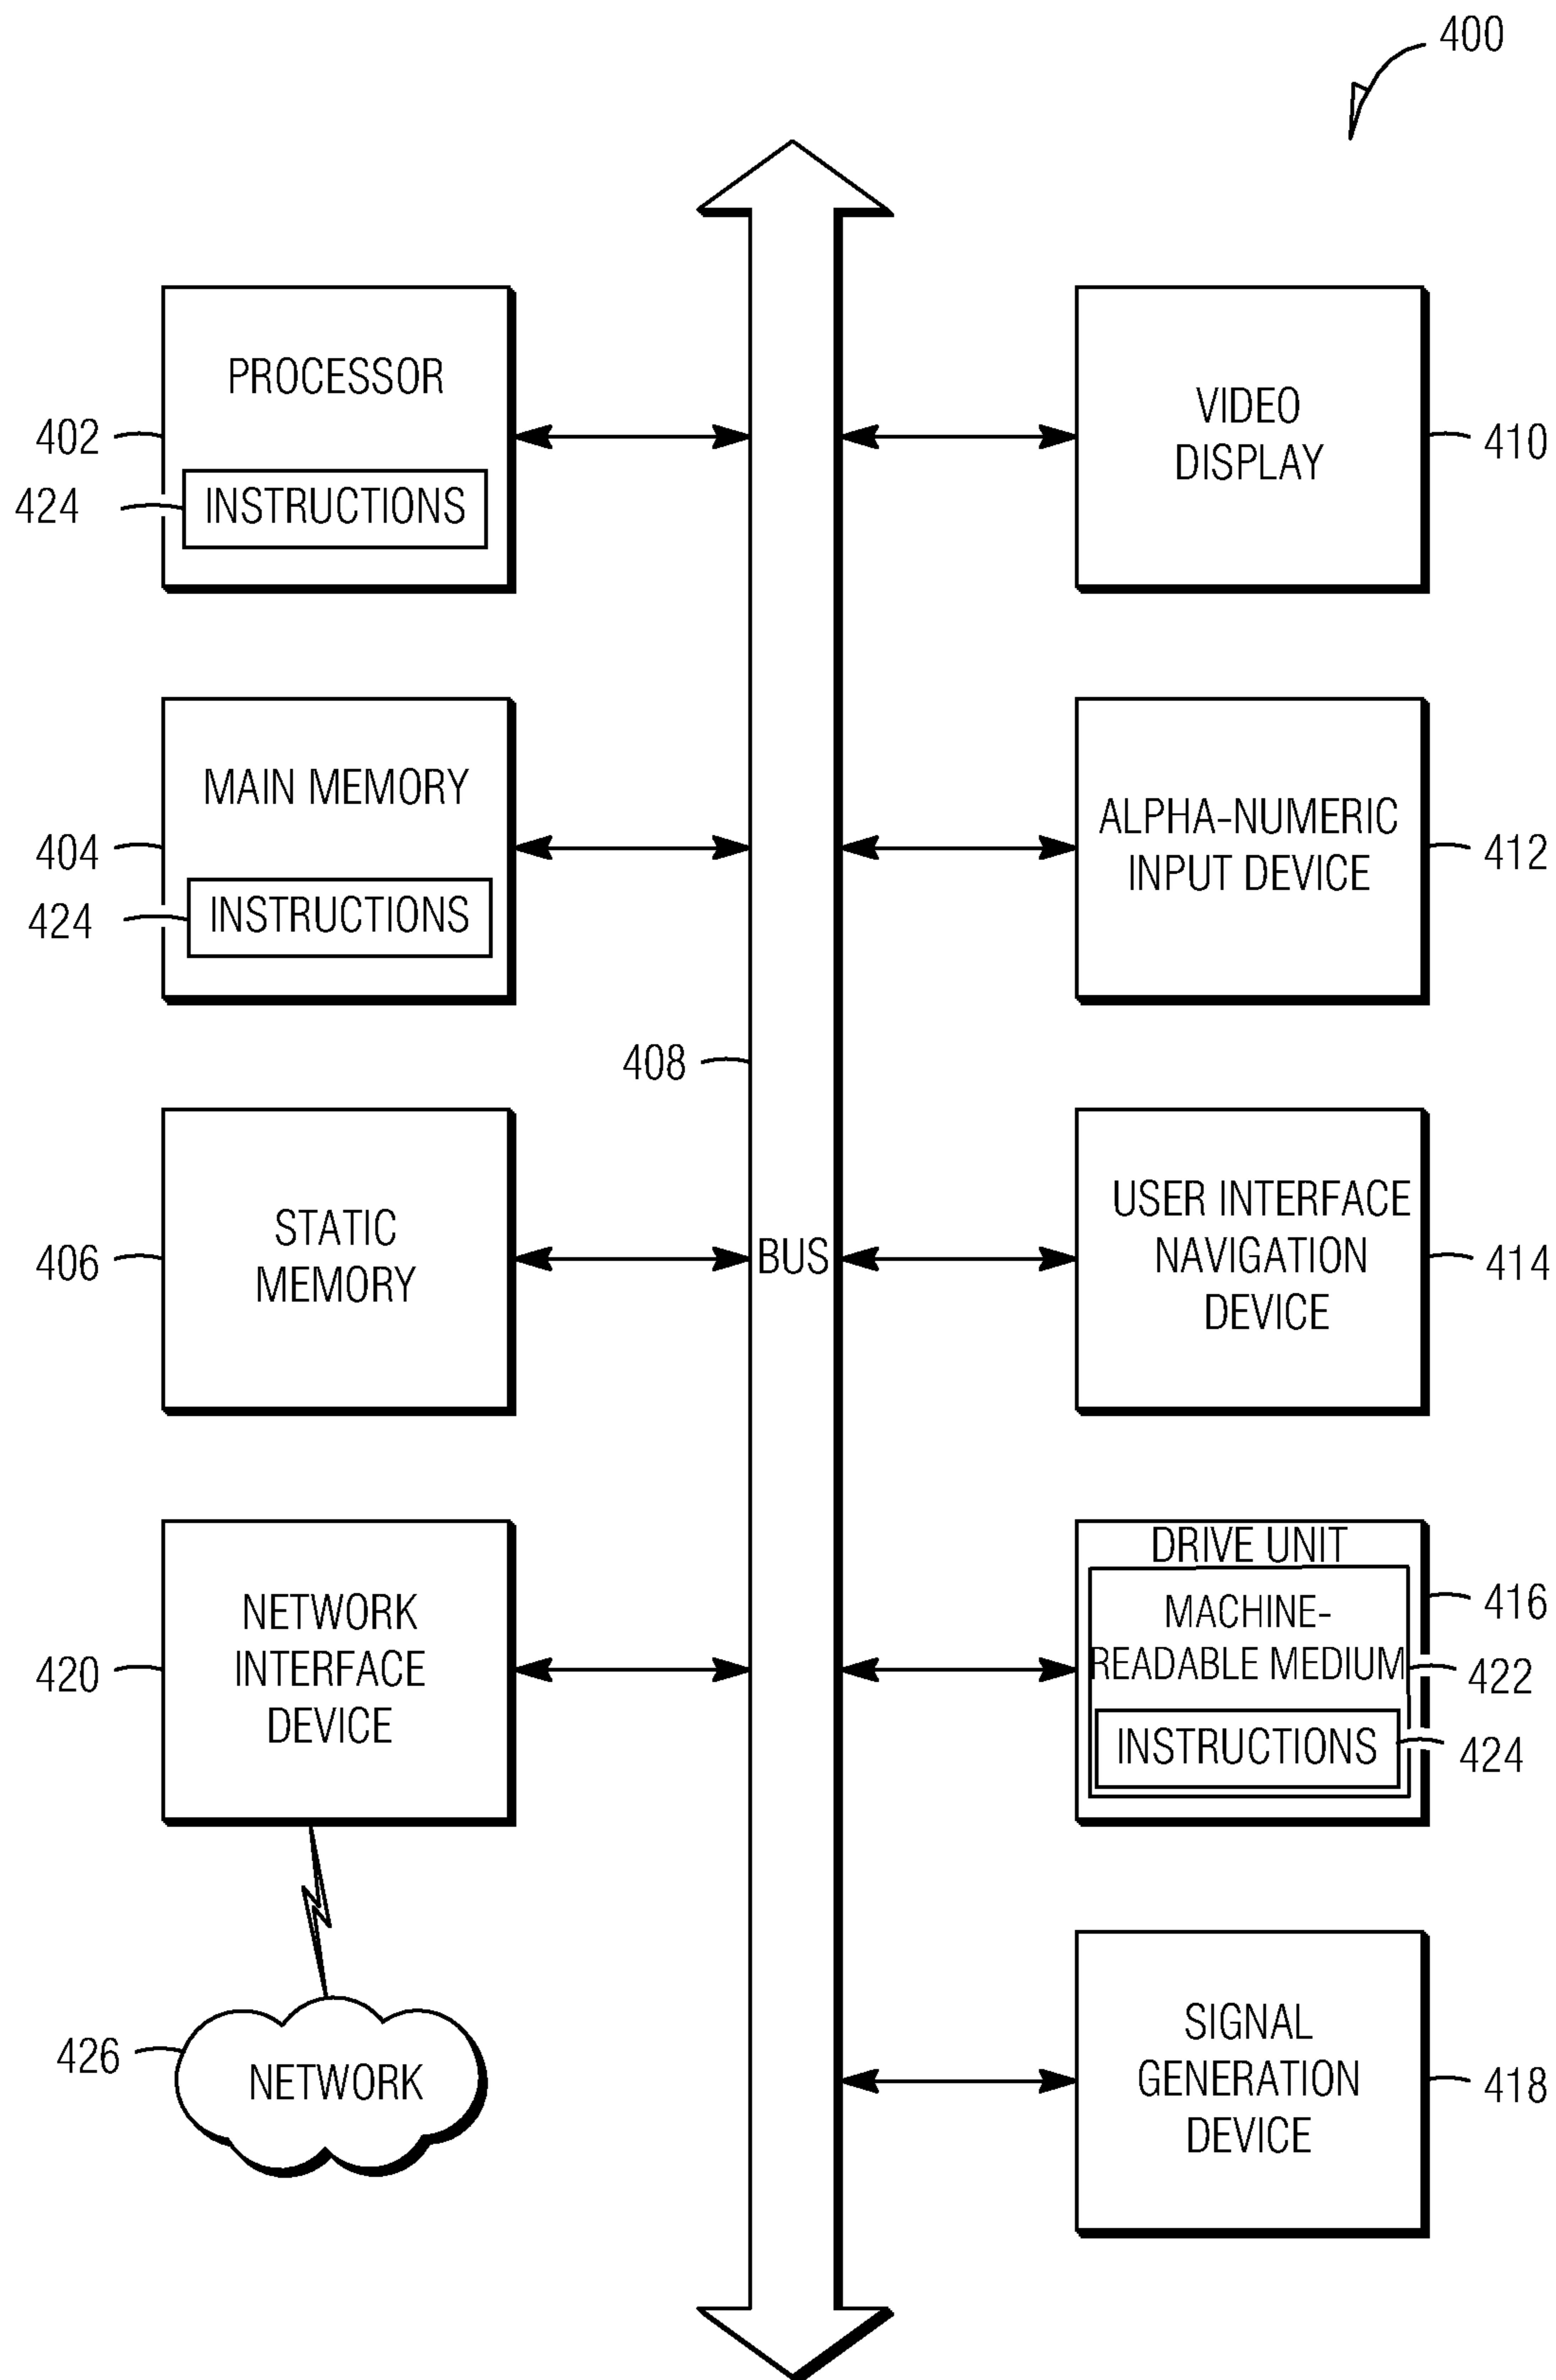 400
PROCESSOR
402
424
INSTRUCTIONS
VIDEO
DISPLAY
410
MAIN MEMORY
404
424
INSTRUCTIONS
ALPHA-NUMERIC
INPUT DEVICE
412
408
BUS
STATIC
MEMORY
406
USER INTERFACE
NAVIGATION
DEVICE
414
NETWORK
INTERFACE
DEVICE
420
DRIVE UNIT
416
MACHINE-
READABLE MEDIUM
422
INSTRUCTIONS
424
426
NETWORK
SIGNAL
GENERATION
DEVICE
418